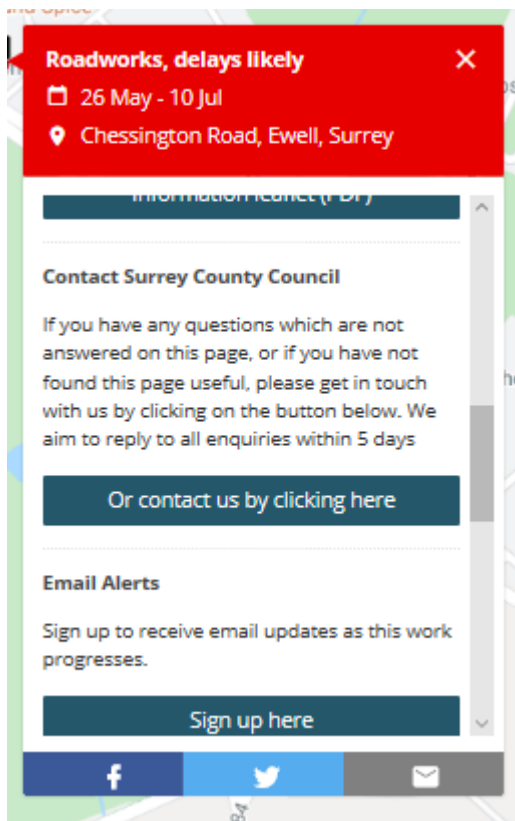 Roadworks, delays likely
26 May - 10 Jul
Chessington Road, Ewell, Surrey
Information leaflet (PDF)
Contact Surrey County Council
If you have any questions which are not
answered on this page, or if you have not
found this page useful, please get in touch
with us by clicking on the button below. We
aim to reply to all enquiries within 5 days
Or contact us by clicking here
Email Alerts
Sign up to receive email updates as this work
progresses.
Sign up here